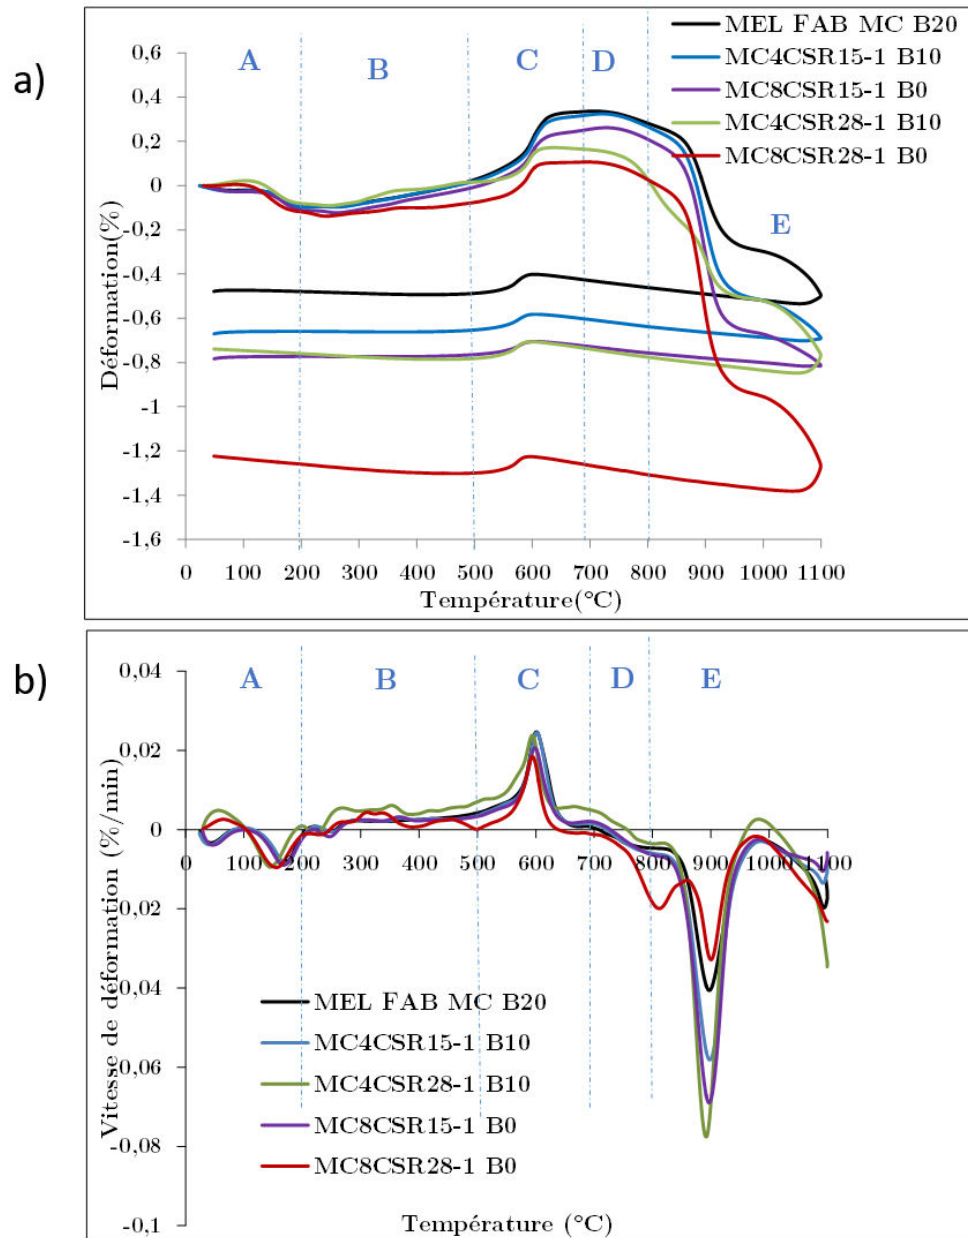 a)
A
B
C
D
E
MEL FAB MC B20
MC4CSR15-1 B10
MC8CSR15-1 B0
MC4CSR28-1 B10
MC8CSR28-1 B0
0,6
0,4
0,2
0
-0,2
-0,4
-0,6
-0,8
-1
-1,2
-1,4
-1,6
Déformation(%)
0 100 200 300 400 500 600 700 800 900 1000 1100
Température(°C)
b)
A
B
C
D
E
0,04
0,02
0
0,02
0,04
0,06
-0,08
-0,1
Vitesse de déformation (%/min)
0 100 200 300 400 500 600 700 800 900 1000 1100
MEL FAB MC B20
MC4CSR15-1 B10
MC4CSR28-1 B10
MC8CSR15-1 B0
MC8CSR28-1 B0
Température (°C)